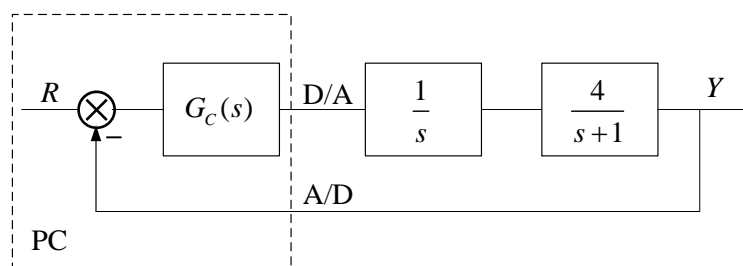 R
G_C(s)
D/A
1/s
4/(s+1)
Y
−
A/D
PC